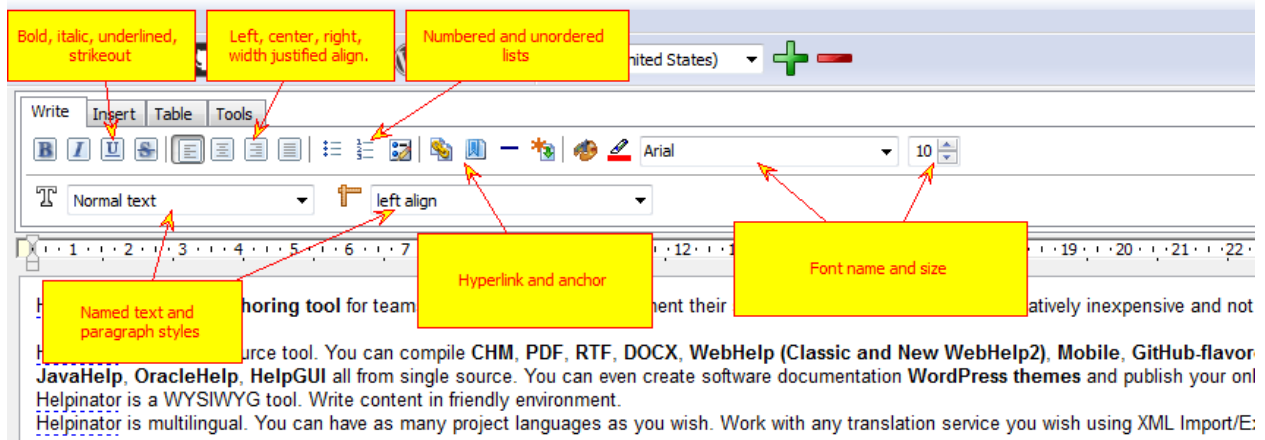 Bold, italic, underlined,
strikeout
Left, center, right,
width justified align.
Numbered and unordered
lists
nited States)
Write Insert Table Tools
B I U S Arial 10
T Normal text left align
1 2 3 4 5 6 7 12 19 20 21 22
Named text and
paragraph styles
Hyperlink and anchor
Font name and size
horing tool for team
ment their
atively inexpensive and not
urce tool. You can compile CHM, PDF, RTF, DOCX, WebHelp (Classic and New WebHelp2), Mobile, GitHub-flavor
JavaHelp, OracleHelp, HelpGUI all from single source. You can even create software documentation WordPress themes and publish your onl
Helpinator is a WYSIWYG tool. Write content in friendly environment.
Helpinator is multilingual. You can have as many project languages as you wish. Work with any translation service you wish using XML Import/E